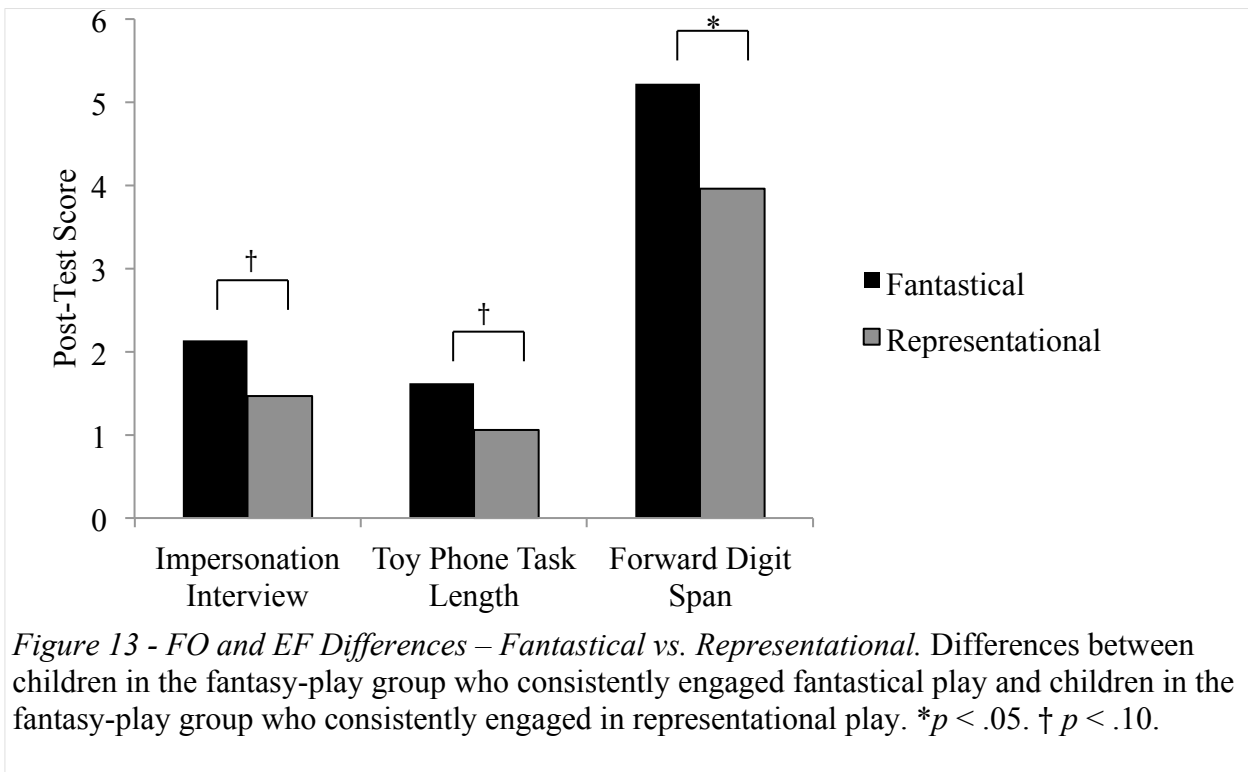 6
*
5
Post-Test Score
4
†
3
†
Fantastical
2
Representational
1
0
Impersonation Interview
Toy Phone Task Length
Forward Digit Span
Figure 13 - FO and EF Differences – Fantastical vs. Representational. Differences between
children in the fantasy-play group who consistently engaged fantastical play and children in the
fantasy-play group who consistently engaged in representational play. *p < .05. † p < .10.